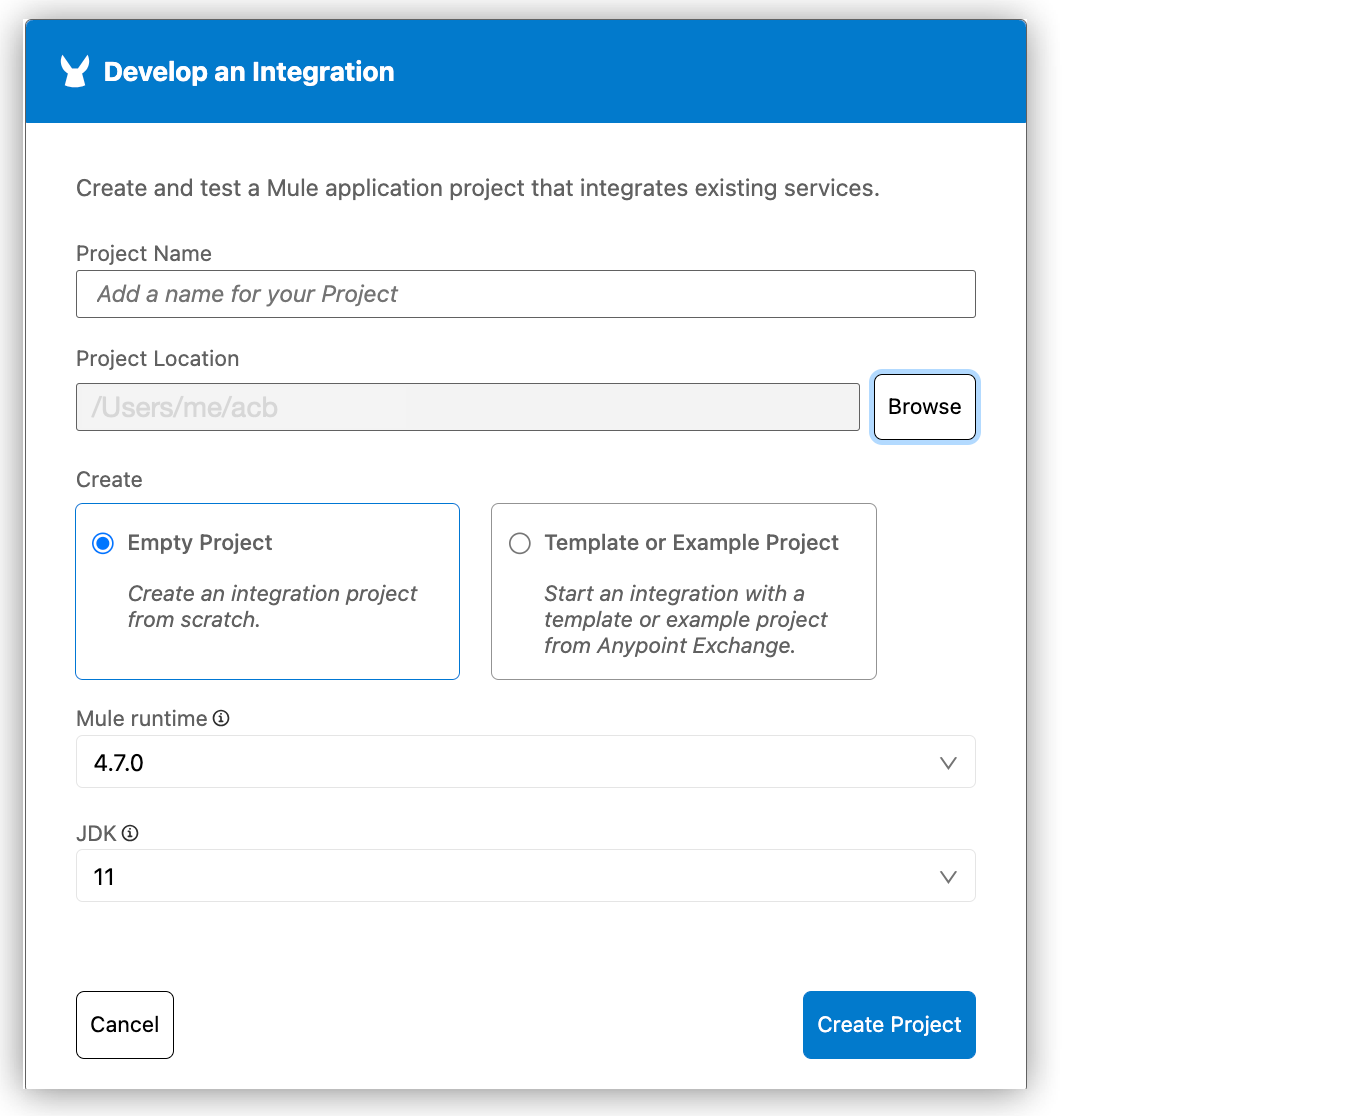 Develop an Integration
Create and test a Mule application project that integrates existing services.
Project Name
Add a name for your Project
Project Location
/Users/me/acb
Browse
Create
Empty Project
Create an integration project
from scratch.
Template or Example Project
Start an integration with a
template or example project
from Anypoint Exchange.
Mule runtime
4.7.0
JDK
11
Cancel
Create Project